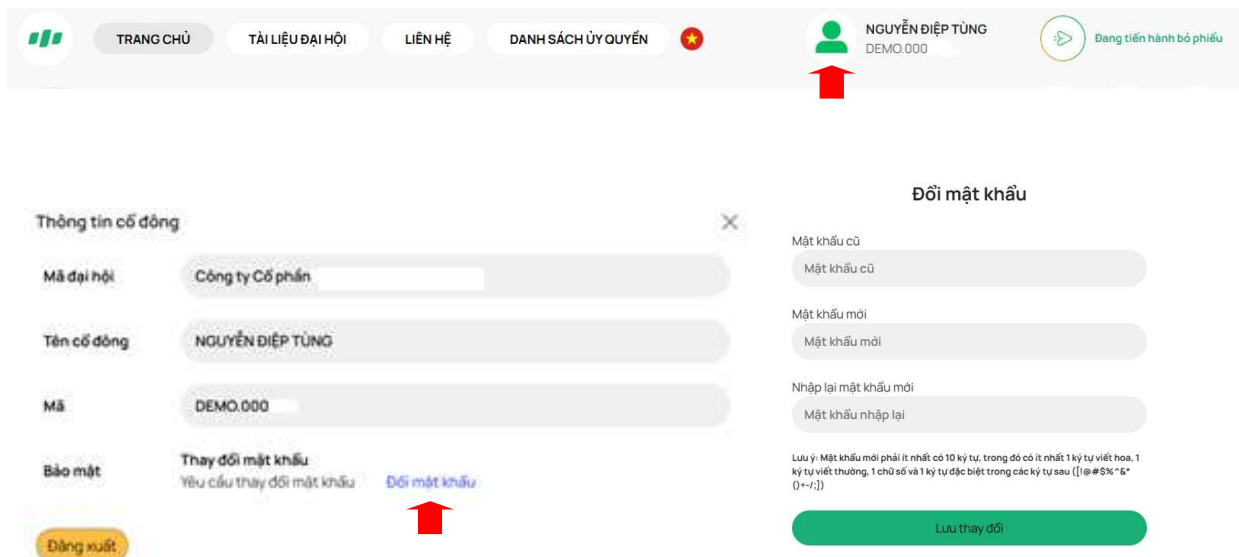 TRANG CHỦ TÀI LIỆU ĐẠI HỘI LIÊN HỆ DANH SÁCH ỦY QUYỀN NGUYỄN ĐIỆP TÙNG
DEMO.000
Đang tiến hành bỏ phiếu
Thông tin cổ đông
Mã đại hội Công ty Cổ phần
Tên cổ đông NGUYỄN ĐIỆP TÙNG
Mã DEMO.000
Bảo mật Thay đổi mật khẩu
Yêu cầu thay đổi mật khẩu Đổi mật khẩu
Đăng xuất
Đổi mật khẩu
Mật khẩu cũ
Mật khẩu cũ
Mật khẩu mới
Mật khẩu mới
Nhập lại mật khẩu mới
Mật khẩu nhập lại
Lưu ý: Mật khẩu mới phải ít nhất có 10 ký tự, trong đó có ít nhất 1 ký tự viết hoa, 1
ký tự viết thường, 1 chữ số và 1 ký tự đặc biệt trong các ký tự sau ([!@#$%^&*
()+-/;])
Lưu thay đổi